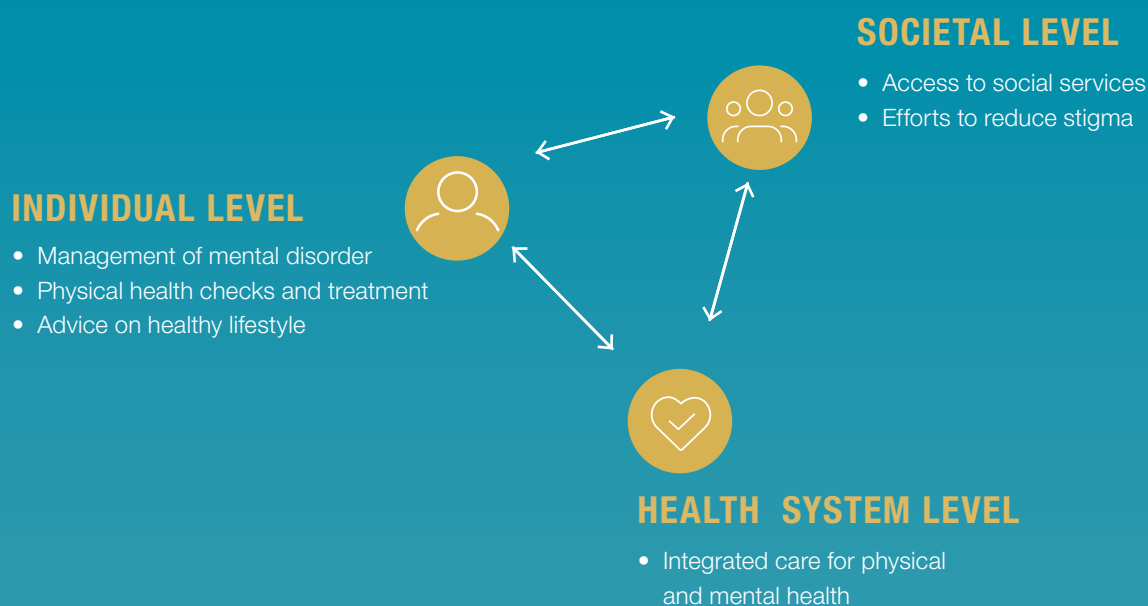 SOCIETAL LEVEL
• Access to social services
• Efforts to reduce stigma
INDIVIDUAL LEVEL
• Management of mental disorder
• Physical health checks and treatment
• Advice on healthy lifestyle
HEALTH SYSTEM LEVEL
• Integrated care for physical
and mental health